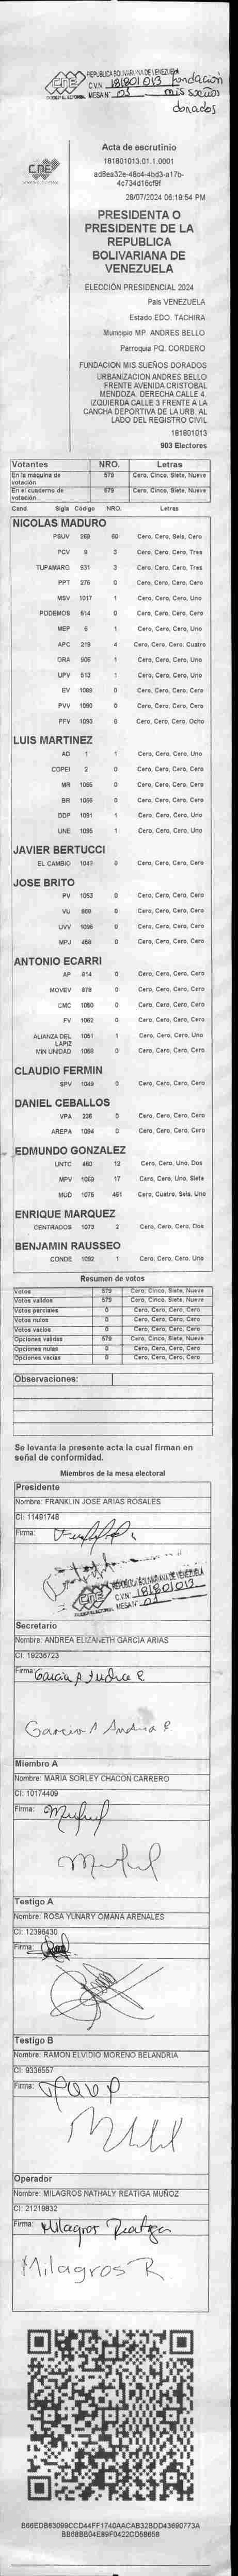 REPUBLICA BOLIVARIANA DE VENEZUELA
CNE
C.V.N 181801013 fundación
MESA N° 03 mis sueños
PODER ELECTORAL
dorados
Acta de escrutinio
181801013.01.1.0001
ad8ea32e-48c4-4bd3-a17b-
4c734d16cf9f
28/07/2024 06:19:54 PM
PRESIDENTA O
PRESIDENTE DE LA
REPUBLICA
BOLIVARIANA DE
VENEZUELA
ELECCIÓN PRESIDENCIAL 2024
País VENEZUELA
Estado EDO. TACHIRA
Municipio MP. ANDRES BELLO
Parroquia PQ. CORDERO
FUNDACION MIS SUEÑOS DORADOS
URBANIZACION ANDRES BELLO
FRENTE AVENIDA CRISTOBAL
MENDOZA. DERECHA CALLE 4.
IZQUIERDA CALLE 3 FRENTE A LA
CANCHA DEPORTIVA DE LA URB. AL
LADO DEL REGISTRO CIVIL
181801013
903 Electores
Votantes NRO. Letras
En la máquina de votación 579 Cero, Cinco, Siete, Nueve
En el cuaderno de votación 579 Cero, Cinco, Siete, Nueve
Cand. Sigla Código NRO. Letras
NICOLAS MADURO
PSUV 269 60 Cero, Cero, Seis, Cero
PCV 9 3 Cero, Cero, Cero, Tres
TUPAMARO 931 3 Cero, Cero, Cero, Tres
PPT 276 0 Cero, Cero, Cero, Cero
MSV 1017 1 Cero, Cero, Cero, Uno
PODEMOS 614 0 Cero, Cero, Cero, Cero
MEP 6 1 Cero, Cero, Cero, Uno
APC 219 4 Cero, Cero, Cero, Cuatro
ORA 906 1 Cero, Cero, Cero, Uno
UPV 513 1 Cero, Cero, Cero, Uno
EV 1089 0 Cero, Cero, Cero, Cero
PVV 1090 0 Cero, Cero, Cero, Cero
PFV 1093 8 Cero, Cero, Cero, Ocho
LUIS MARTINEZ
AD 1 1 Cero, Cero, Cero, Uno
COPEI 2 0 Cero, Cero, Cero, Cero
MR 1065 0 Cero, Cero, Cero, Cero
BR 1066 0 Cero, Cero, Cero, Cero
DDP 1091 1 Cero, Cero, Cero, Uno
UNE 1095 1 Cero, Cero, Cero, Uno
JAVIER BERTUCCI
EL CAMBIO 1049 0 Cero, Cero, Cero, Cero
JOSE BRITO
PV 1053 0 Cero, Cero, Cero, Cero
VU 869 0 Cero, Cero, Cero, Cero
UVV 1096 0 Cero, Cero, Cero, Cero
MPJ 458 0 Cero, Cero, Cero, Cero
ANTONIO ECARRI
AP 814 0 Cero, Cero, Cero, Cero
MOVEV 879 0 Cero, Cero, Cero, Cero
CMC 1050 0 Cero, Cero, Cero, Cero
FV 1062 0 Cero, Cero, Cero, Cero
ALIANZA DEL LAPIZ 1051 1 Cero, Cero, Cero, Uno
MIN UNIDAD 1068 0 Cero, Cero, Cero, Cero
CLAUDIO FERMIN
SPV 1048 0 Cero, Cero, Cero, Cero
DANIEL CEBALLOS
VPA 236 0 Cero, Cero, Cero, Cero
AREPA 1094 0 Cero, Cero, Cero, Cero
EDMUNDO GONZALEZ
UNTC 460 12 Cero, Cero, Uno, Dos
MPV 1069 17 Cero, Cero, Uno, Siete
MUD 1076 461 Cero, Cuatro, Seis, Uno
ENRIQUE MARQUEZ
CENTRADOS 1073 2 Cero, Cero, Cero, Dos
BENJAMIN RAUSSEO
CONDE 1092 1 Cero, Cero, Cero, Uno
Resumen de votos
Votos 579 Cero, Cinco, Siete, Nueve
Votos validos 579 Cero, Cinco, Siete, Nueve
Votos parciales 0 Cero, Cero, Cero, Cero
Votos nulos 0 Cero, Cero, Cero, Cero
Votos vacíos 0 Cero, Cero, Cero, Cero
Opciones validas 579 Cero, Cinco, Siete, Nueve
Opciones nulas 0 Cero, Cero, Cero, Cero
Opciones vacias 0 Cero, Cero, Cero, Cero
Observaciones:
Se levanta la presente acta la cual firman en
señal de conformidad.
Miembros de la mesa electoral
Presidente
Nombre: FRANKLIN JOSE ARIAS ROSALES
CI: 11491748
Firma:
REPUBLICA BOLIVARIANA DE VENEZUELA
CNE
C.V.N 181801013
MESA N° 03
PODER ELECTORAL
Secretario
Nombre: ANDREA ELIZANETH GARCIA ARIAS
CI: 19236723
Firma: Garcia A Andrea E
Garcia A Andrea E.
Miembro A
Nombre: MARIA SORLEY CHACON CARRERO
CI: 10174409
Firma:
Testigo A
Nombre: ROSA YUNARY OMAÑA ARENALES
CI: 12396430
Firma:
Testigo B
Nombre: RAMON ELVIDIO MORENO BELANDRIA
CI: 9336557
Firma:
Operador
Nombre: MILAGROS NATHALY REATIGA MUÑOZ
CI: 21219832
Firma: Milagros Reatiga
Milagros R
B66EDB63099CCD44FF1740AACAB32BDD43690773A
BB68BB04E89F0422CD58658